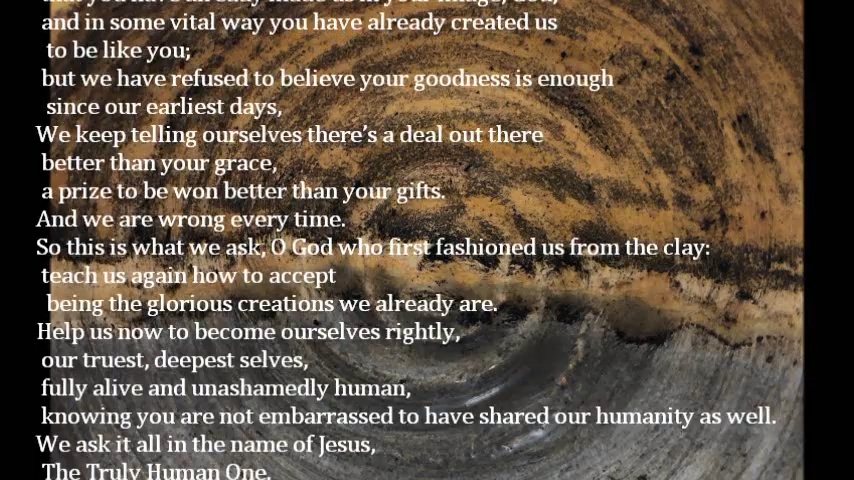 and in some vital way you have already created us
to be like you;
but we have refused to believe your goodness is enough
since our earliest days,
We keep telling ourselves there's a deal out there
better than your grace,
a prize to be won better than your gifts.
And we are wrong every time.
So this is what we ask, O God who first fashioned us from the clay:
teach us again how to accept
being the glorious creations we already are.
Help us now to become ourselves rightly,
our truest, deepest selves,
fully alive and unashamedly human,
knowing you are not embarrassed to have shared our humanity as well.
We ask it all in the name of Jesus,
The Truly Human One.